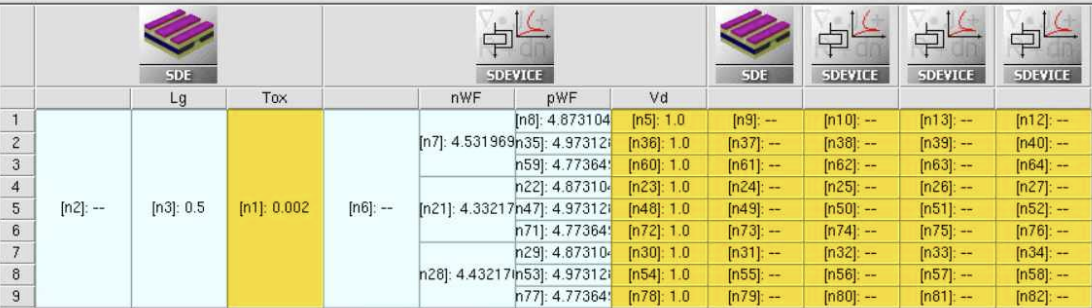 SDE SDEVICE SDE SDEVICE SDEVICE SDEVICE
Lg Tox nWF pWF Vd
1 [n8]: 4.873104 [n5]: 1.0 [n9]: -- [n10]: -- [n13]: -- [n12]: --
2 [n7]: 4.531969 n35]: 4.97312 [n36]: 1.0 [n37]: -- [n38]: -- [n39]: -- [n40]: --
3 n59]: 4.77364 [n60]: 1.0 [n61]: -- [n62]: -- [n63]: -- [n64]: --
4 n22]: 4.87310 [n23]: 1.0 [n24]: -- [n25]: -- [n26]: -- [n27]: --
5 [n2]: -- [n3]: 0.5 [n1]: 0.002 [n6]: -- [n21]: 4.33217 n47]: 4.97312 [n48]: 1.0 [n49]: -- [n50]: -- [n51]: -- [n52]: --
6 n71]: 4.77364 [n72]: 1.0 [n73]: -- [n74]: -- [n75]: -- [n76]: --
7 n29]: 4.87310 [n30]: 1.0 [n31]: -- [n32]: -- [n33]: -- [n34]: --
8 n28]: 4.43217 n53]: 4.97312 [n54]: 1.0 [n55]: -- [n56]: -- [n57]: -- [n58]: --
9 n77]: 4.77364 [n78]: 1.0 [n79]: -- [n80]: -- [n81]: -- [n82]: --